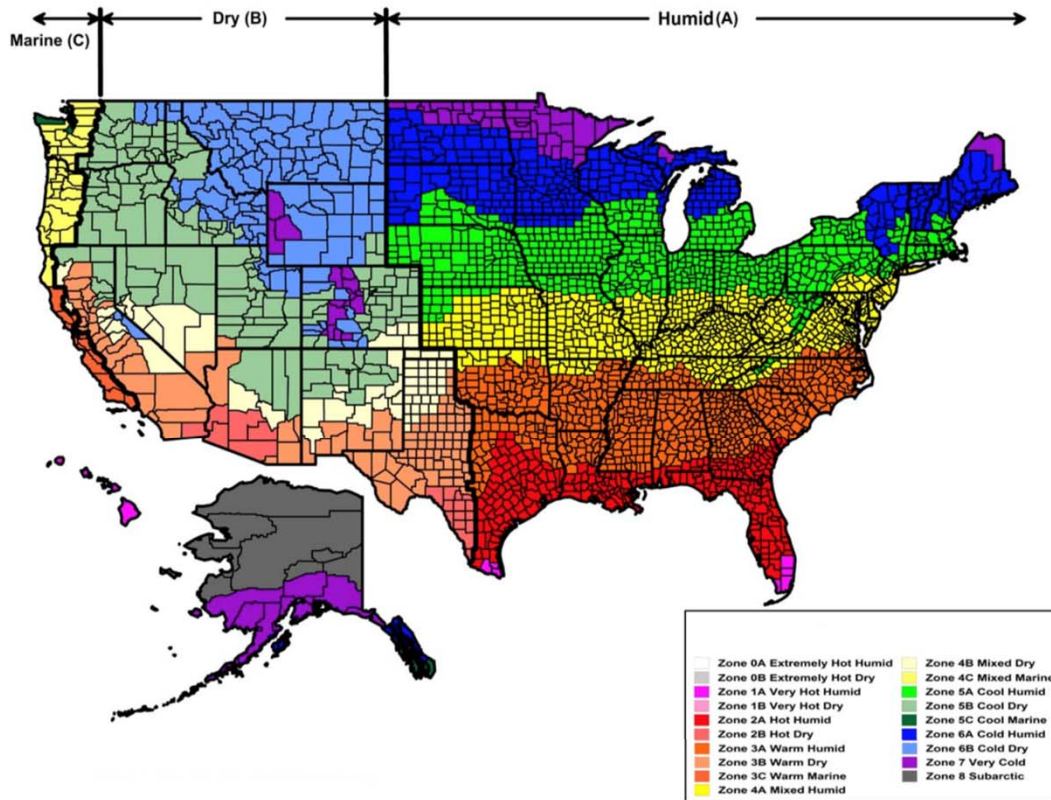 Marine (C)
Dry (B)
Humid (A)
Zone 0A Extremely Hot Humid
Zone 0B Extremely Hot Dry
Zone 1A Very Hot Humid
Zone 1B Very Hot Dry
Zone 2A Hot Humid
Zone 2B Hot Dry
Zone 3A Warm Humid
Zone 3B Warm Dry
Zone 3C Warm Marine
Zone 4A Mixed Humid
Zone 4B Mixed Dry
Zone 4C Mixed Marine
Zone 5A Cool Humid
Zone 5B Cool Dry
Zone 5C Cool Marine
Zone 6A Cold Humid
Zone 6B Cold Dry
Zone 7 Very Cold
Zone 8 Subarctic